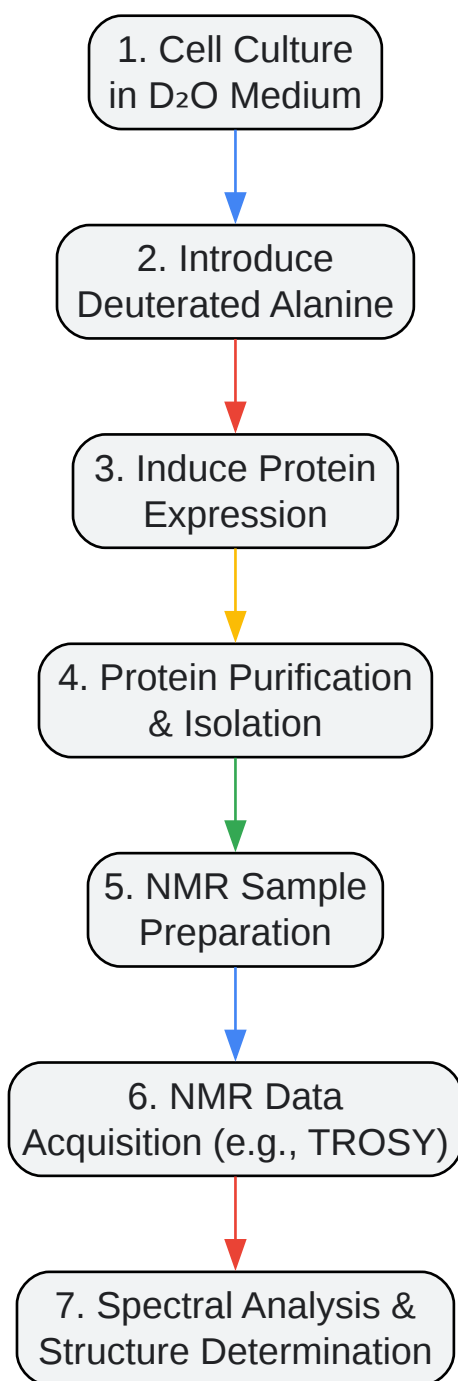 1. Cell Culture
in D₂O Medium
2. Introduce
Deuterated Alanine
3. Induce Protein
Expression
4. Protein Purification
& Isolation
5. NMR Sample
Preparation
6. NMR Data
Acquisition (e.g., TROSY)
7. Spectral Analysis &
Structure Determination